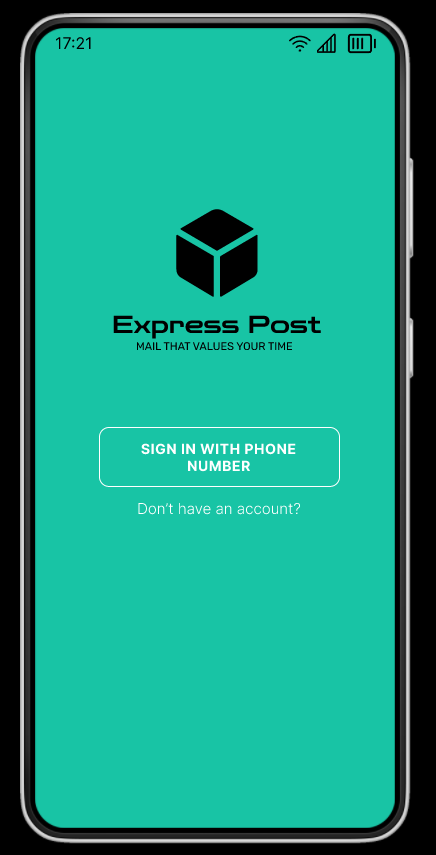 17:21
Express Post
MAIL THAT VALUES YOUR TIME
SIGN IN WITH PHONE
NUMBER
Don't have an account?